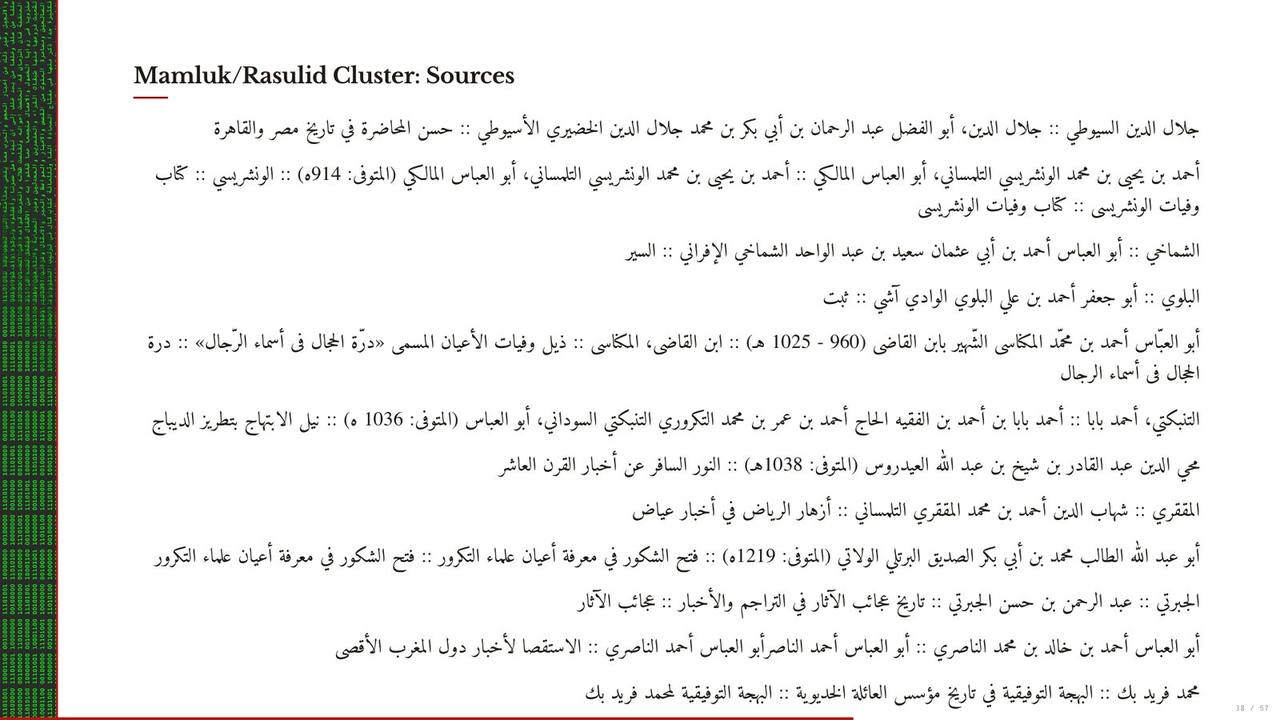 Mamluk/Rasulid Cluster: Sources
جلال الدين السيوطي :: جلال الدين، أبو الفضل عبد الرحمان بن أبي بكر بن محمد جلال الدين الخضيري الأسيوطي :: حسن المحاضرة في تاريخ مصر والقاهرة
أحمد بن يحيى بن محمد الونشريسي التلمساني، أبو العباس المالكي :: أحمد بن يحيى بن محمد الونشريسي التلمساني، أبو العباس المالكي (المتوفى: 914ه) :: الونشريسي :: كتاب
وفيات الونشريسى :: كتاب وفيات الونشريسى
الشماخي :: أبو العباس أحمد بن أبي عثمان سعيد بن عبد الواحد الشماخي الإفراني :: السير
البلوي :: أبو جعفر أحمد بن علي البلوي الوادي آشي :: ثبت
أبو العبّاس أحمد بن محمّد المكناسى الشّهير بابن القاضى (960 - 1025 هـ) :: ابن القاضى، المكناسى :: ذيل وفيات الأعيان المسمى «درّة الحجال فى أسماء الرّجال» :: درة
الحجال فى أسماء الرجال
التنبكتي، أحمد بابا :: أحمد بابا بن أحمد بن الفقيه الحاج أحمد بن عمر بن محمد التكروري التنبكتي السوداني، أبو العباس (المتوفى: 1036 ه) :: نيل الابتهاج بتطريز الديباج
محي الدين عبد القادر بن شيخ بن عبد الله العيدروس (المتوفى: 1038هـ) :: النور السافر عن أخبار القرن العاشر
المقري :: شهاب الدين أحمد بن محمد المقري التلمساني :: أزهار الرياض في أخبار عياض
أبو عبد الله الطالب محمد بن أبي بكر الصديق البرتلي الولاتي (المتوفى: 1219ه) :: فتح الشكور في معرفة أعيان علماء التكرور :: فتح الشكور في معرفة أعيان علماء التكرور
الجبرتي :: عبد الرحمن بن حسن الجبرتي :: تاريخ عجائب الآثار في التراجم والأخبار :: عجائب الآثار
أبو العباس أحمد بن خالد بن محمد الناصري :: أبو العباس أحمد الناصرأبو العباس أحمد الناصري :: الاستقصا لأخبار دول المغرب الأقصى
محمد فريد بك :: البهجة التوفيقية في تاريخ مؤسس العائلة الخديوية :: البهجة التوفيقية لمحمد فريد بك
38 / 57